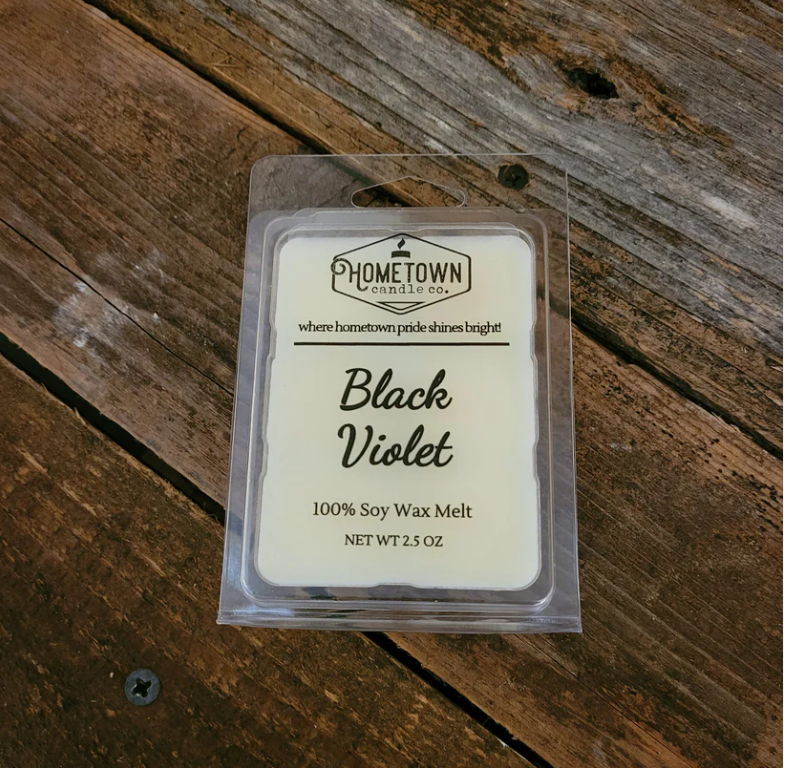 HOMETOWN
candle co.
where hometown pride shines bright!
Black
Violet
100% Soy Wax Melt
NET WT 2.5 OZ